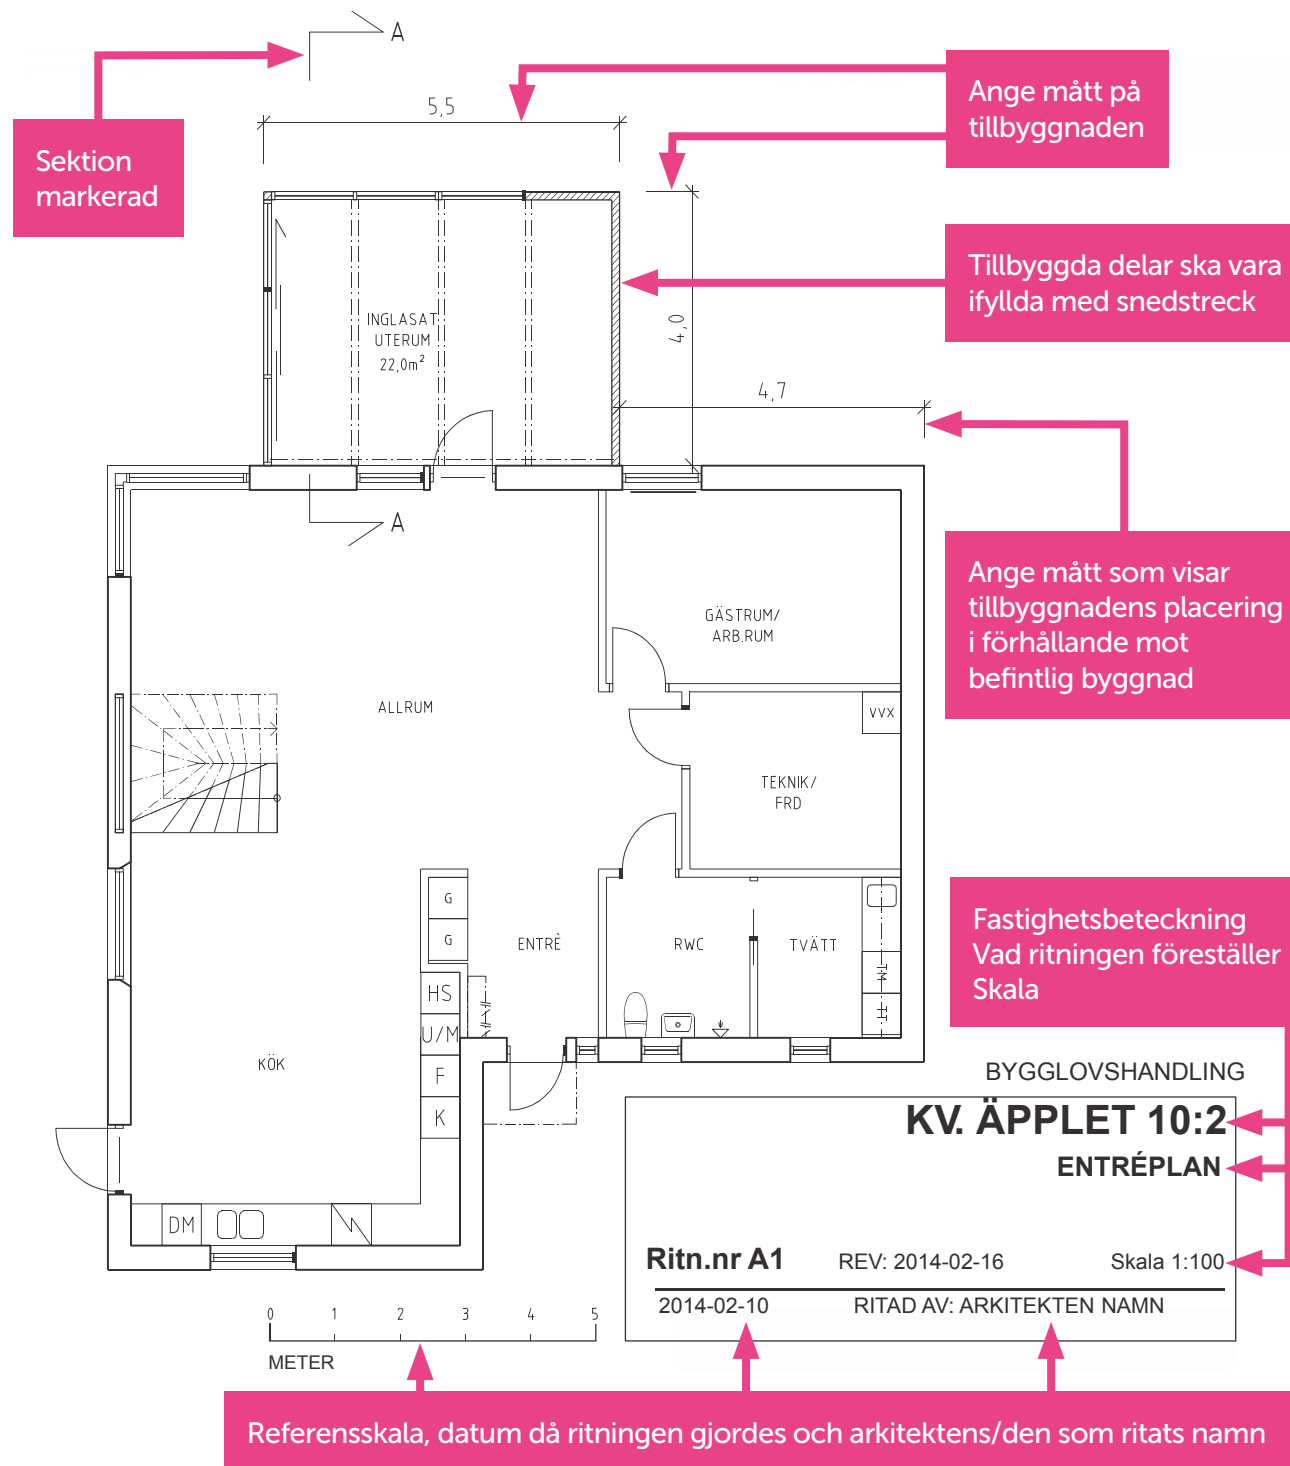 A
Ange mått på
tillbyggnaden
5,5
Sektion
markerad
Tillbyggda delar ska vara
ifyllda med snedstreck
INGLASAT
UTERUM
22,0m²
4,0
4,7
A
Ange mått som visar
tillbyggnadens placering
i förhållande mot
befintlig byggnad
GÄSTRUM/
ARB.RUM
ALLRUM
VVX
TEKNIK/
FRD
G
G
ENTRÈ
RWC
TVÄTT
TM
TT
Fastighetsbeteckning
Vad ritningen föreställer
Skala
HS
U/M
F
K
KÖK
DM
BYGGLOVSHANDLING
KV. ÄPPLET 10:2
ENTRÉPLAN
Ritn.nr A1 REV: 2014-02-16 Skala 1:100
2014-02-10 RITAD AV: ARKITEKTEN NAMN
0 1 2 3 4 5
METER
Referensskala, datum då ritningen gjordes och arkitektens/den som ritats namn